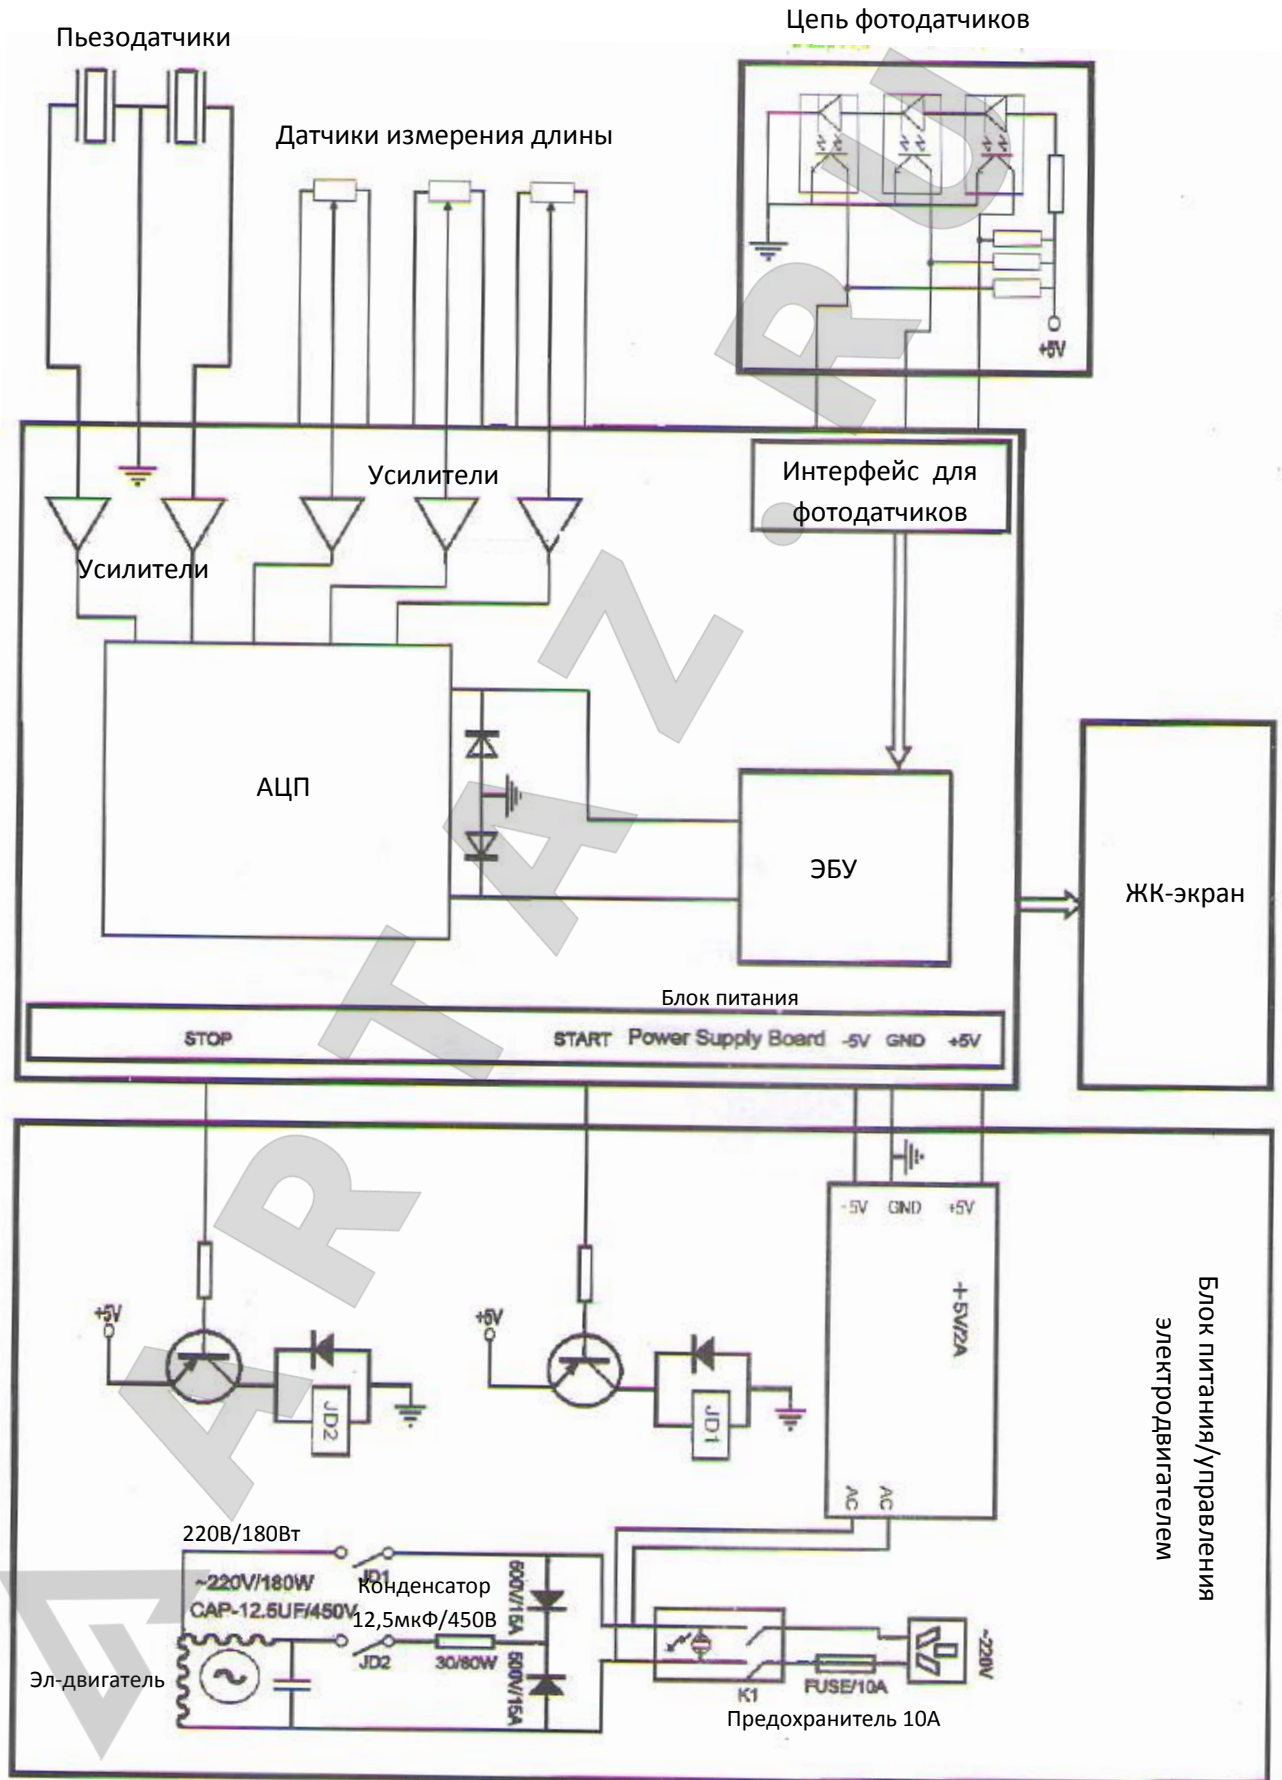 Цепь фотодатчиков
Пьезодатчики
Датчики измерения длины
+5V
Усилители
Интерфейс для
фотодатчиков
Усилители
АЦП
ЭБУ
ЖК-экран
Блок питания
STOP
START
Power Supply Board
-5V
GND
+5V
-5V
GND
+5V
+5V/2A
Блок питания/управления
электродвигателем
+5V
+5V
JD2
JD1
AC
AC
220В/180Вт
JD1
~220V/180W
Конденсатор
CAP-12.5UF/450V
12,5мкФ/450В
600V/15A
JD2
30/80W
600V/15A
Эл-двигатель
K1
FUSE/10A
~220V
Предохранитель 10А
ARTAZ.RU